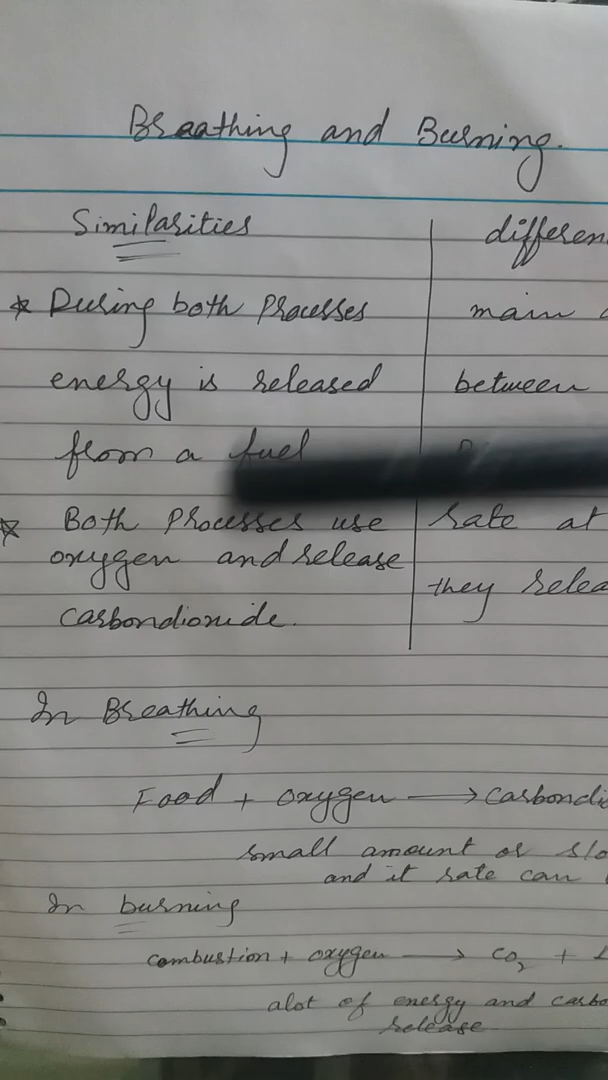 Breathing and Burning.
Similarities
differen
* During both Processes
energy is released
from a fuel
* Both Processes use
oxygen and release
carbondioxide.
main
between
rate at
they relea
In Breathing
Food + oxygen → carbondi
small amount or slo
and it rate can
In burning
combustion + oxygen → CO₂ +
alot of energy and carbo
release